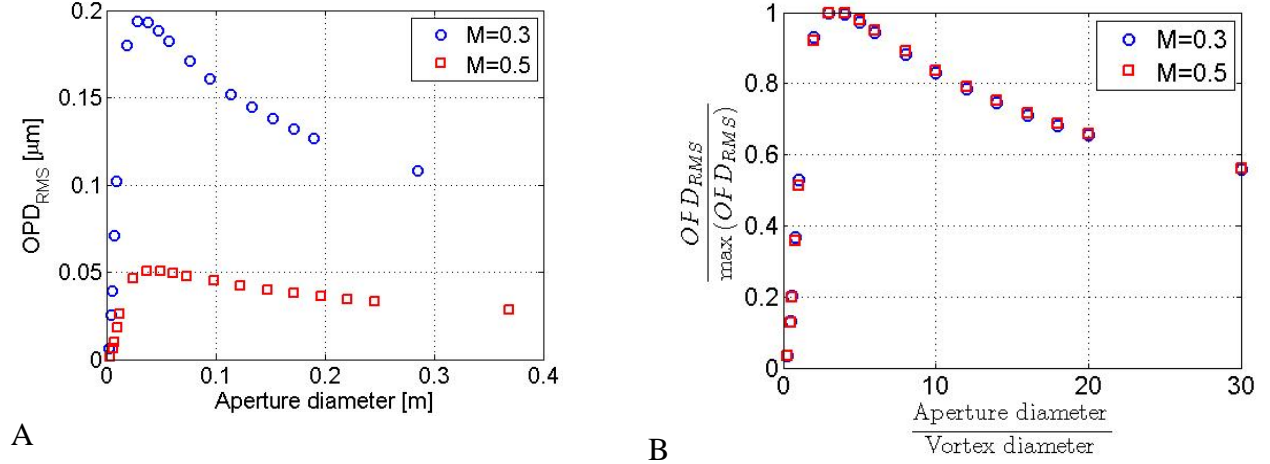 0.2
0.15
0.1
0.05
0
OPD_RMS [μm]
0 0.1 0.2 0.3 0.4
Aperture diameter [m]
M=0.3
M=0.5
A
1
0.8
0.6
0.4
0.2
0
OPD_RMS
max (OPD_RMS)
0 10 20 30
Aperture diameter
Vortex diameter
M=0.3
M=0.5
B